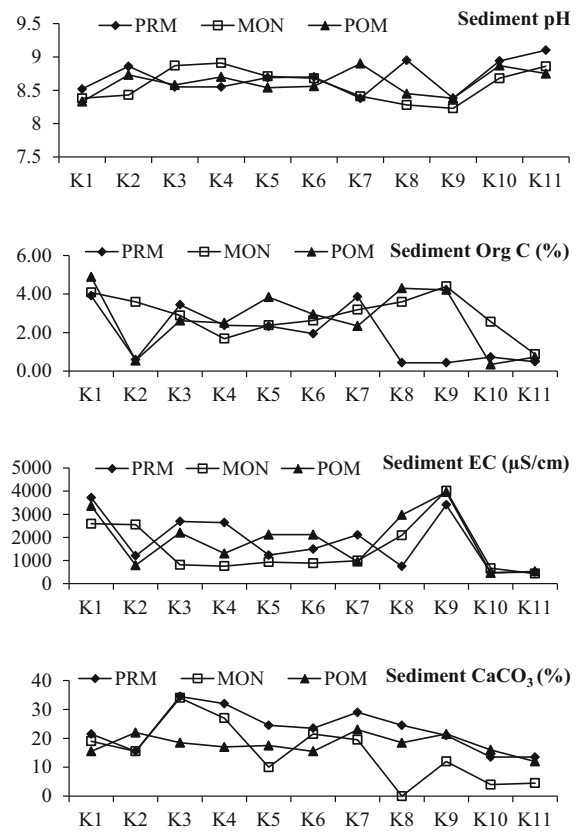 PRM MON POM Sediment pH
9.5
9
8.5
8
7.5
K1 K2 K3 K4 K5 K6 K7 K8 K9 K10 K11
PRM MON POM Sediment Org C (%)
6.00
4.00
2.00
0.00
K1 K2 K3 K4 K5 K6 K7 K8 K9 K10 K11
PRM MON POM Sediment EC (µS/cm)
5000
4000
3000
2000
1000
0
K1 K2 K3 K4 K5 K6 K7 K8 K9 K10 K11
PRM MON POM Sediment CaCO₃ (%)
40
30
20
10
0
K1 K2 K3 K4 K5 K6 K7 K8 K9 K10 K11